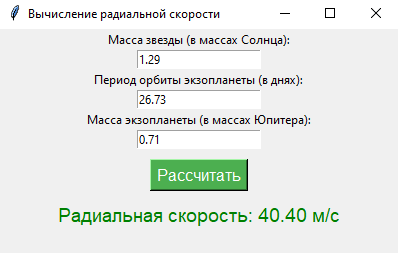 Вычисление радиальной скорости
Масса звезды (в массах Солнца):
1.29
Период орбиты экзопланеты (в днях):
26.73
Масса экзопланеты (в массах Юпитера):
0.71
Рассчитать
Радиальная скорость: 40.40 м/с